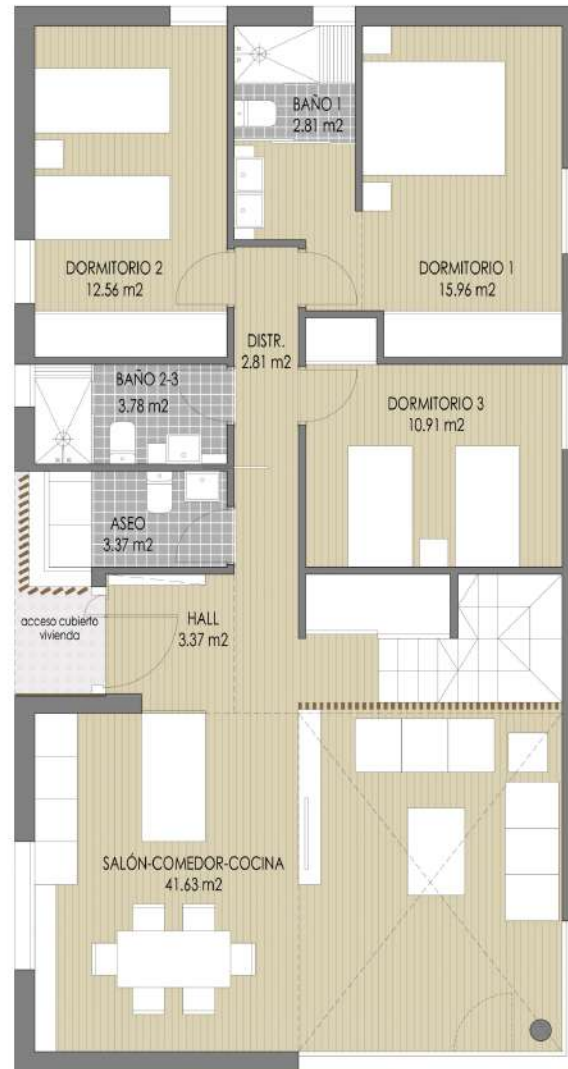 BAÑO 1
2.81 m2
DORMITORIO 2
12.56 m2
DORMITORIO 1
15.96 m2
DISTR.
2.81 m2
BAÑO 2-3
3.78 m2
DORMITORIO 3
10.91 m2
ASEO
3.37 m2
HALL
3.37 m2
acceso cubierto
vivienda
SALÓN-COMEDOR-COCINA
41.63 m2